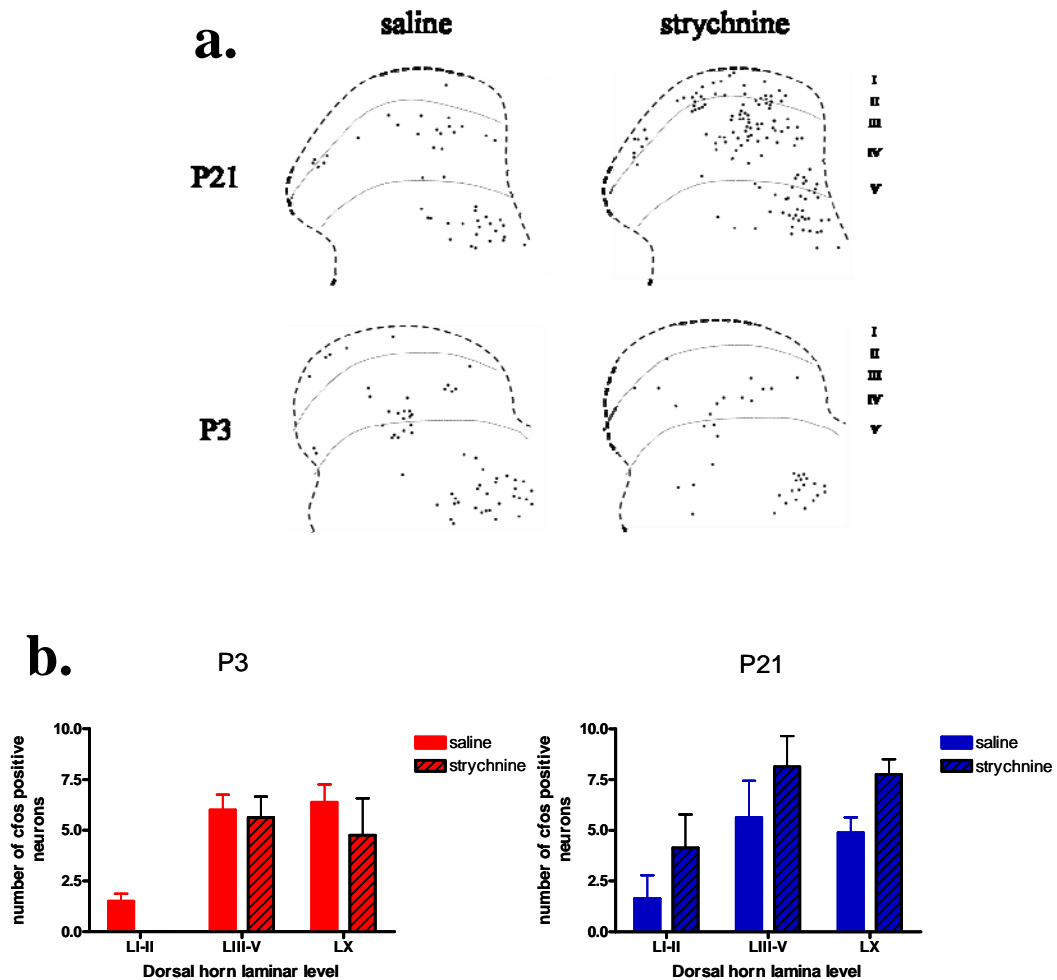 a.
saline strychnine
P21
I
II
III
IV
V
P3
I
II
III
IV
V
b.
P3
number of cfos positive
neurons
10.0
7.5
5.0
2.5
0.0
LI-II LIII-V LX
Dorsal horn laminar level
saline
strychnine
P21
number of cfos positive
neurons
10.0
7.5
5.0
2.5
0.0
LI-II LIII-V LX
Dorsal horn lamina level
saline
strychnine